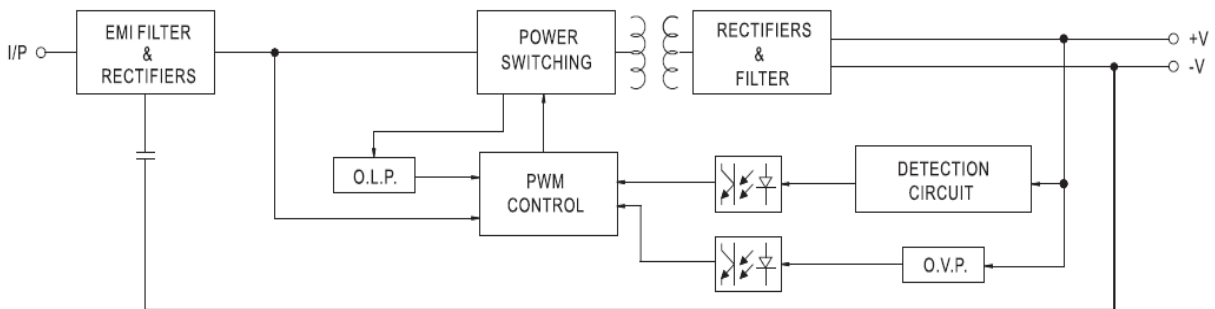 I/P
EMI FILTER
&
RECTIFIERS
POWER
SWITCHING
RECTIFIERS
&
FILTER
+V
-V
O.L.P.
PWM
CONTROL
DETECTION
CIRCUIT
O.V.P.